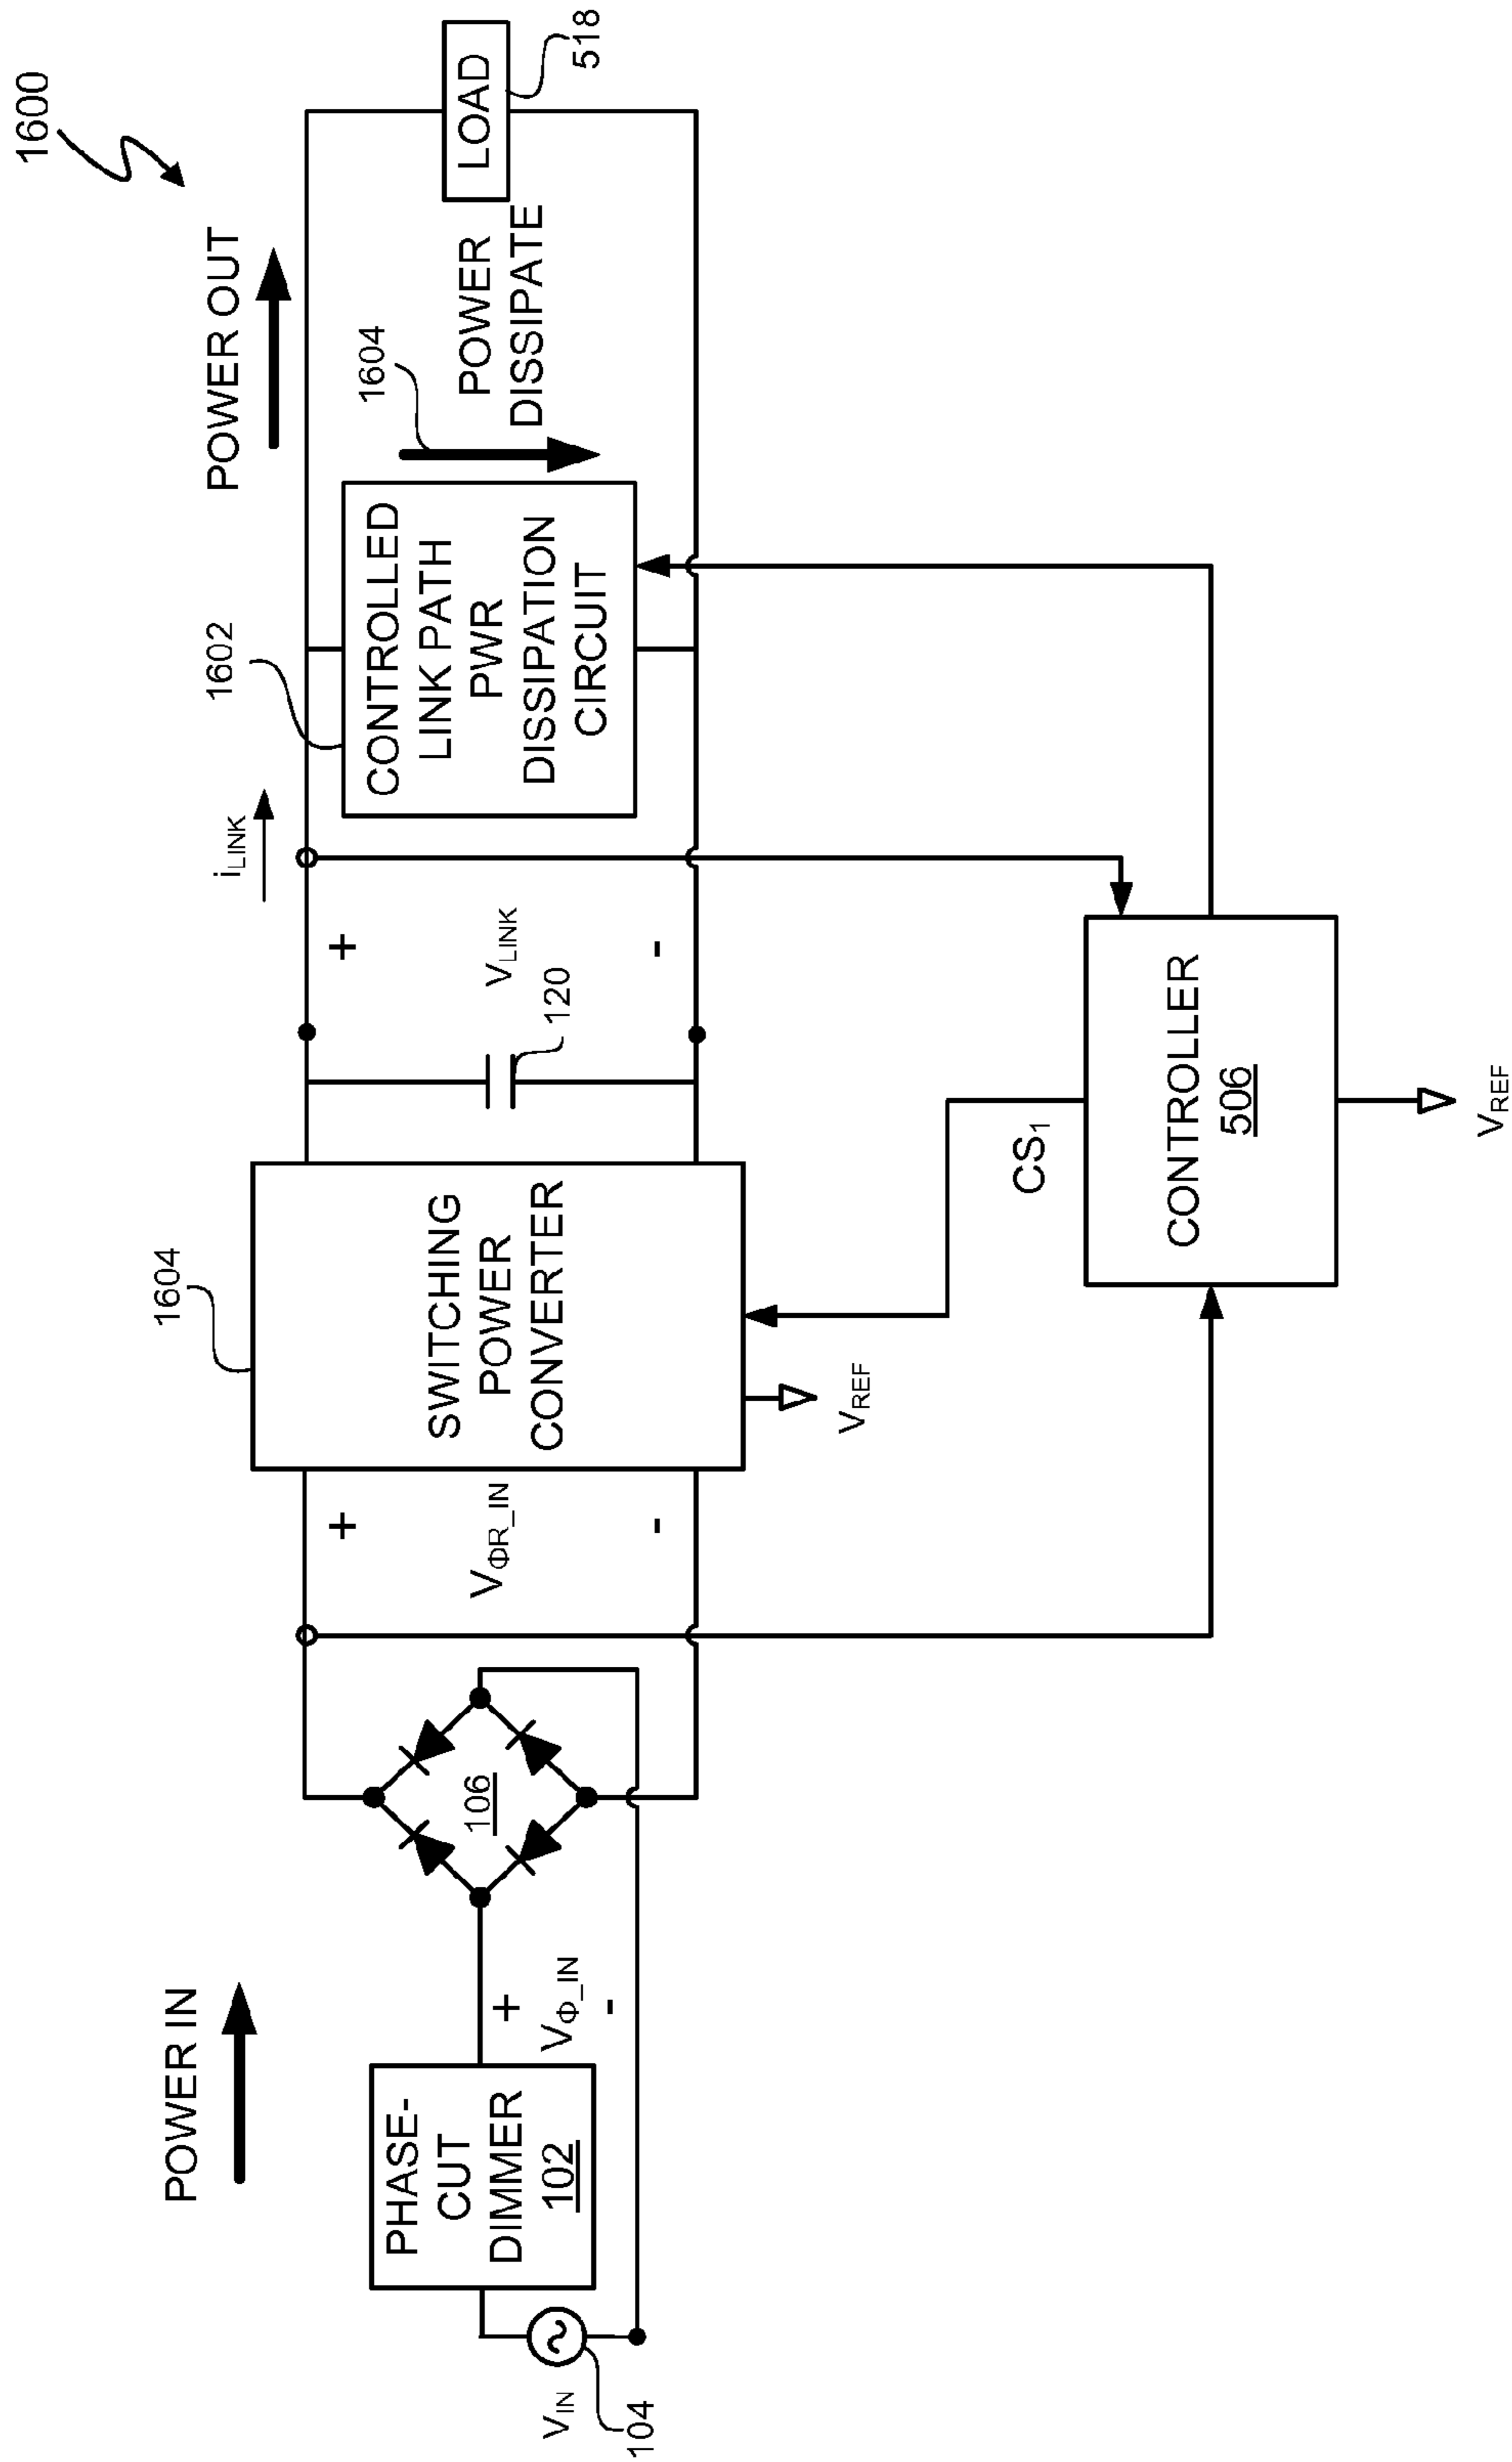 1600
POWER IN
POWER OUT
1604
1602
i LINK
1604
SWITCHING
POWER
CONVERTER
CONTROLLED
LINK PATH
PWR
DISSIPATION
CIRCUIT
POWER
DISSIPATE
LOAD
518
PHASE-
CUT
DIMMER
102
VIN
104
+
VΦ_IN
-
106
+
VΦR_IN
-
+
VLINK
-
120
VREF
CS1
CONTROLLER
506
VREF